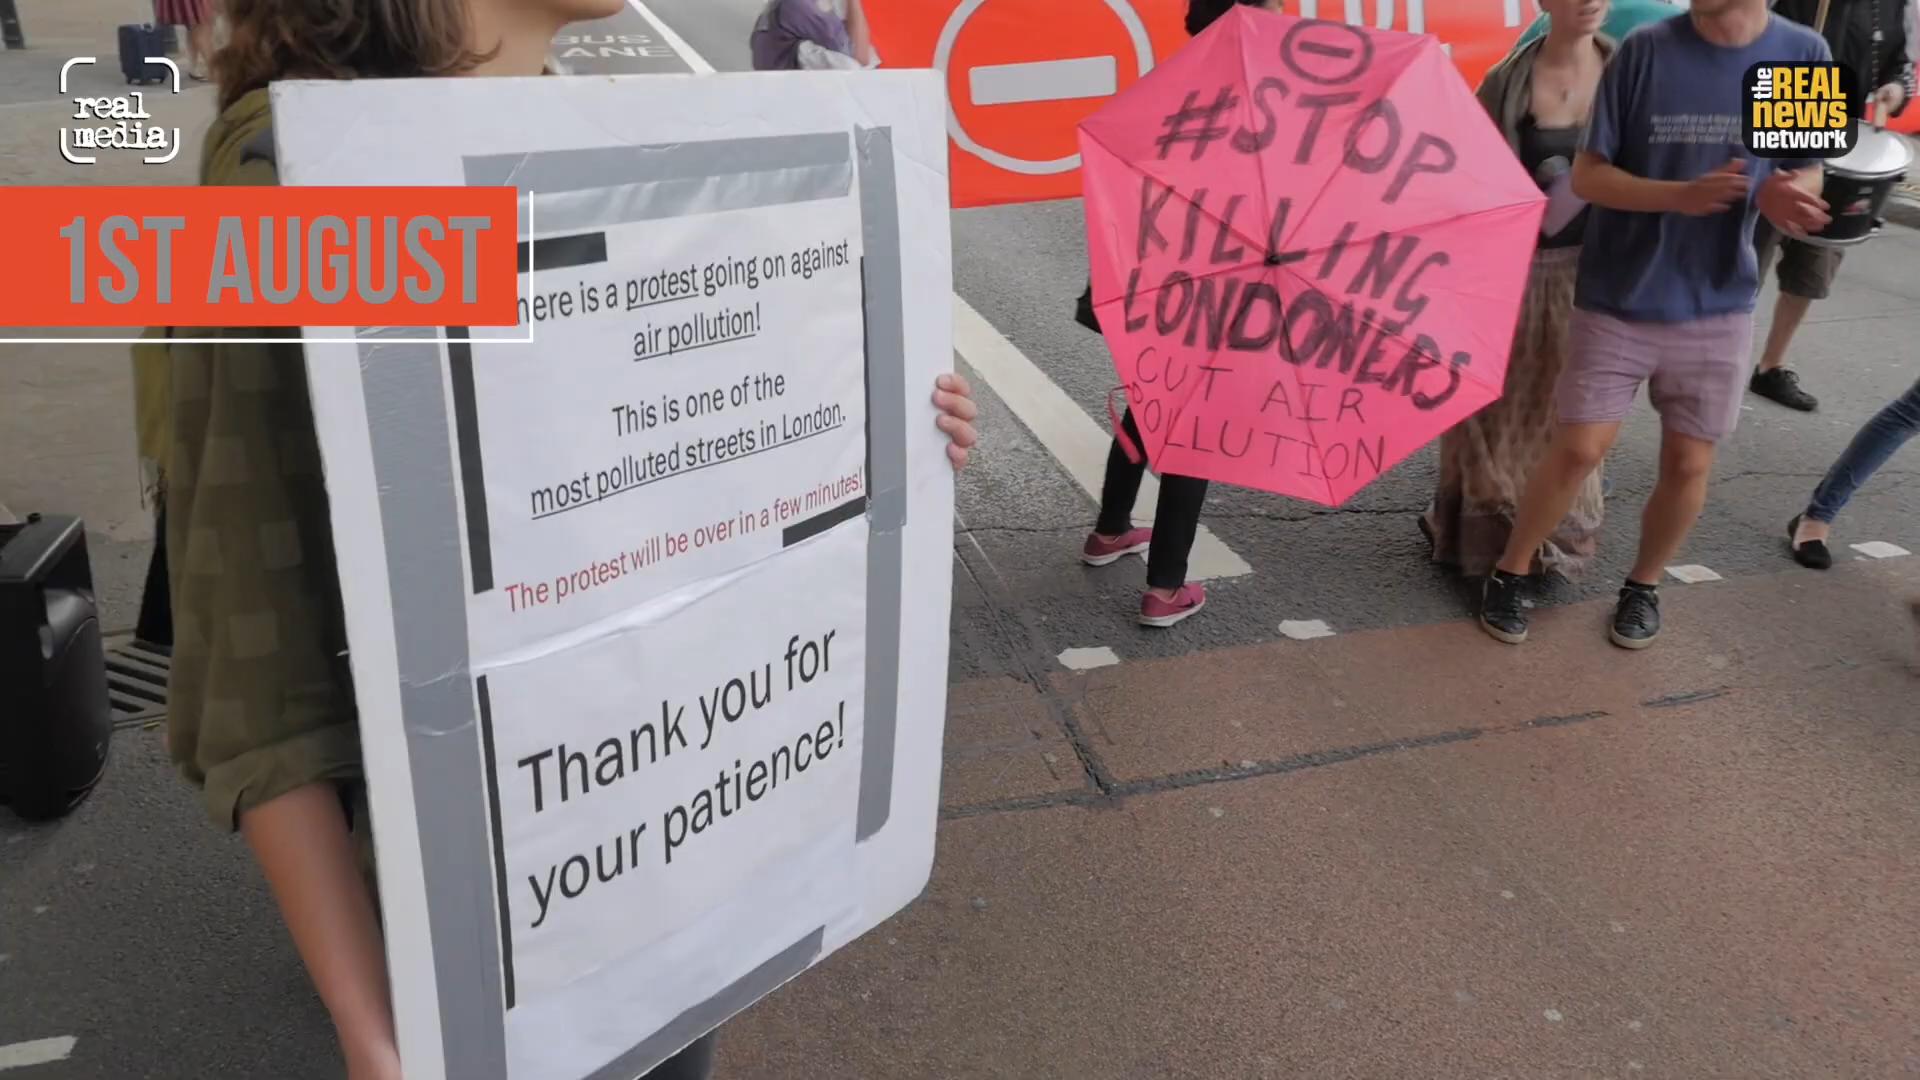 BUS
LANE
real
media
the REAL
news
network
1ST AUGUST
here is a protest going on against
air pollution!
This is one of the
most polluted streets in London.
The protest will be over in a few minutes!
Thank you for
your patience!
#STOP
KILLING
LONDONERS
CUT AIR
POLLUTION